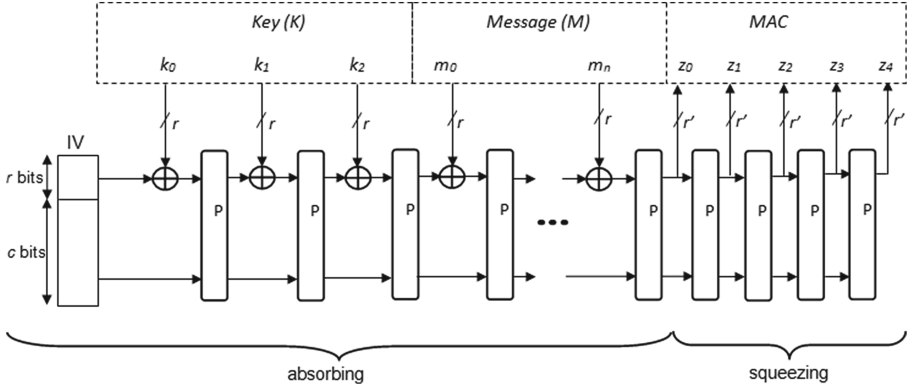 Key (K) Message (M) MAC
k0 k1 k2 m0 mn z0 z1 z2 z3 z4
r r r r r r' r' r' r' r'
IV
r bits
P P P P P P P P P
c bits
...
absorbing squeezing